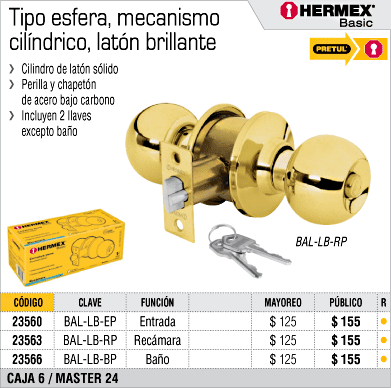 Tipo esfera, mecanismo
cilíndrico, latón brillante
HERMEX®
Basic
PRETUL®
Cilindro de latón sólido
Perilla y chapetón
de acero bajo carbono
Incluyen 2 llaves
excepto baño
BAL-LB-RP
HERMEX
CÓDIGO CLAVE FUNCIÓN MAYOREO PÚBLICO R
23560 BAL-LB-EP Entrada $ 125 $ 155
23563 BAL-LB-RP Recámara $ 125 $ 155
23566 BAL-LB-BP Baño $ 125 $ 155
CAJA 6 / MASTER 24